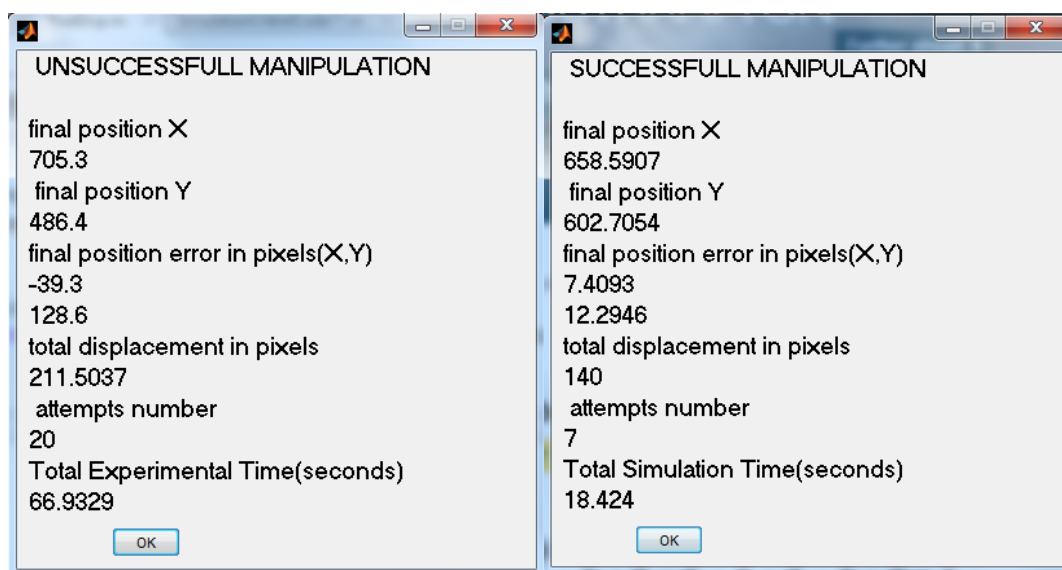 UNSUCCESSFULL MANIPULATION
final position X
705.3
final position Y
486.4
final position error in pixels(X,Y)
-39.3
128.6
total displacement in pixels
211.5037
attempts number
20
Total Experimental Time(seconds)
66.9329
OK
SUCCESSFULL MANIPULATION
final position X
658.5907
final position Y
602.7054
final position error in pixels(X,Y)
7.4093
12.2946
total displacement in pixels
140
attempts number
7
Total Simulation Time(seconds)
18.424
OK